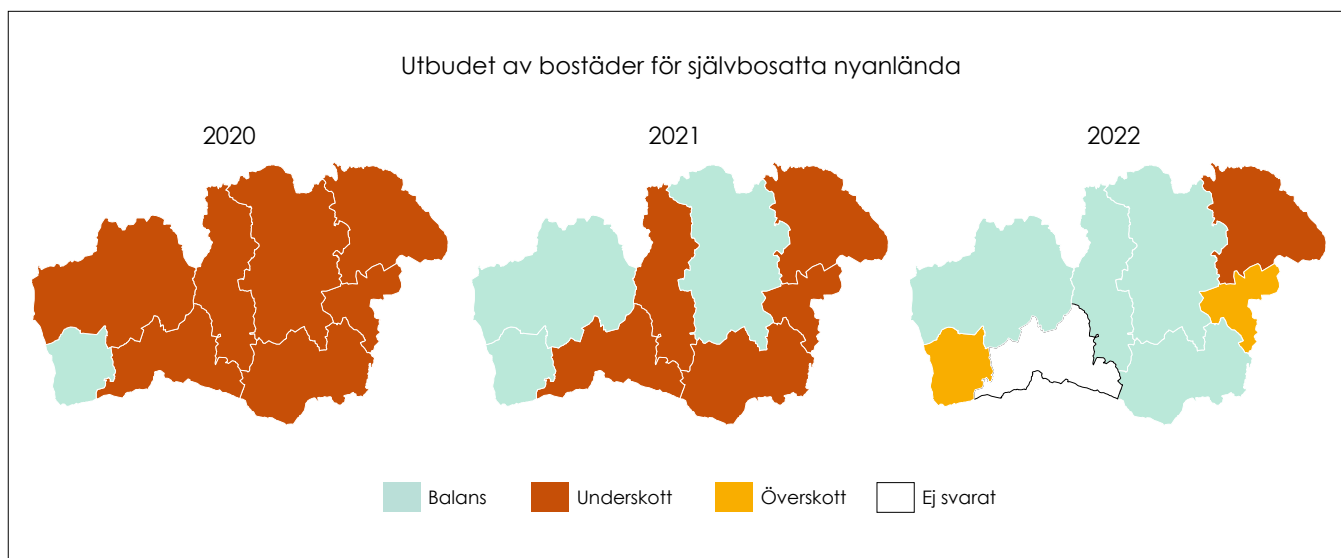 Utbudet av bostäder för självbosatta nyanlända
2020
2021
2022
Balans
Underskott
Överskott
Ej svarat